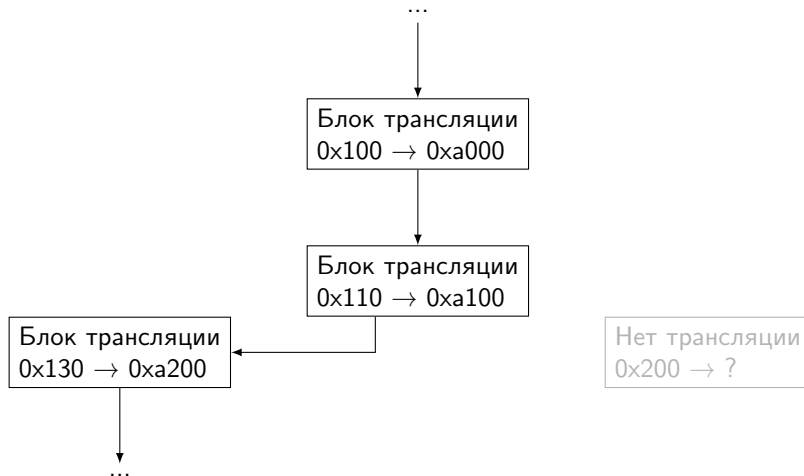 ...
Блок трансляции
0x100 → 0xa000
Блок трансляции
0x110 → 0xa100
Блок трансляции
0x130 → 0xa200
Нет трансляции
0x200 → ?
...